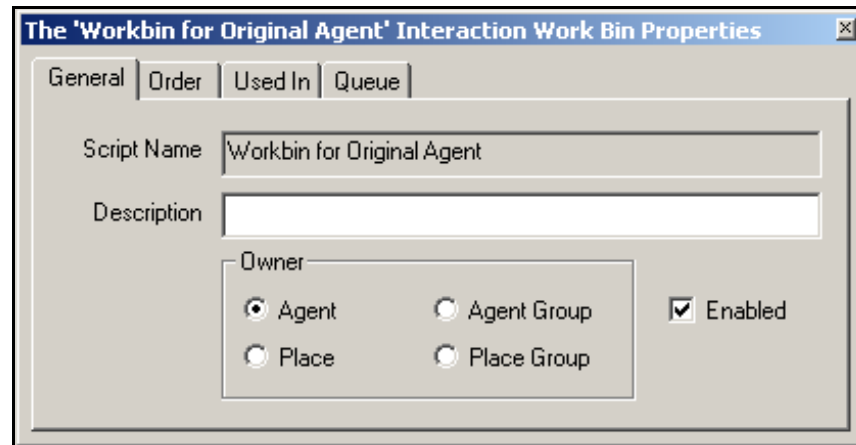 The 'Workbin for Original Agent' Interaction Work Bin Properties
General Order Used In Queue
Script Name Workbin for Original Agent
Description
Owner
Agent Agent Group Enabled
Place Place Group